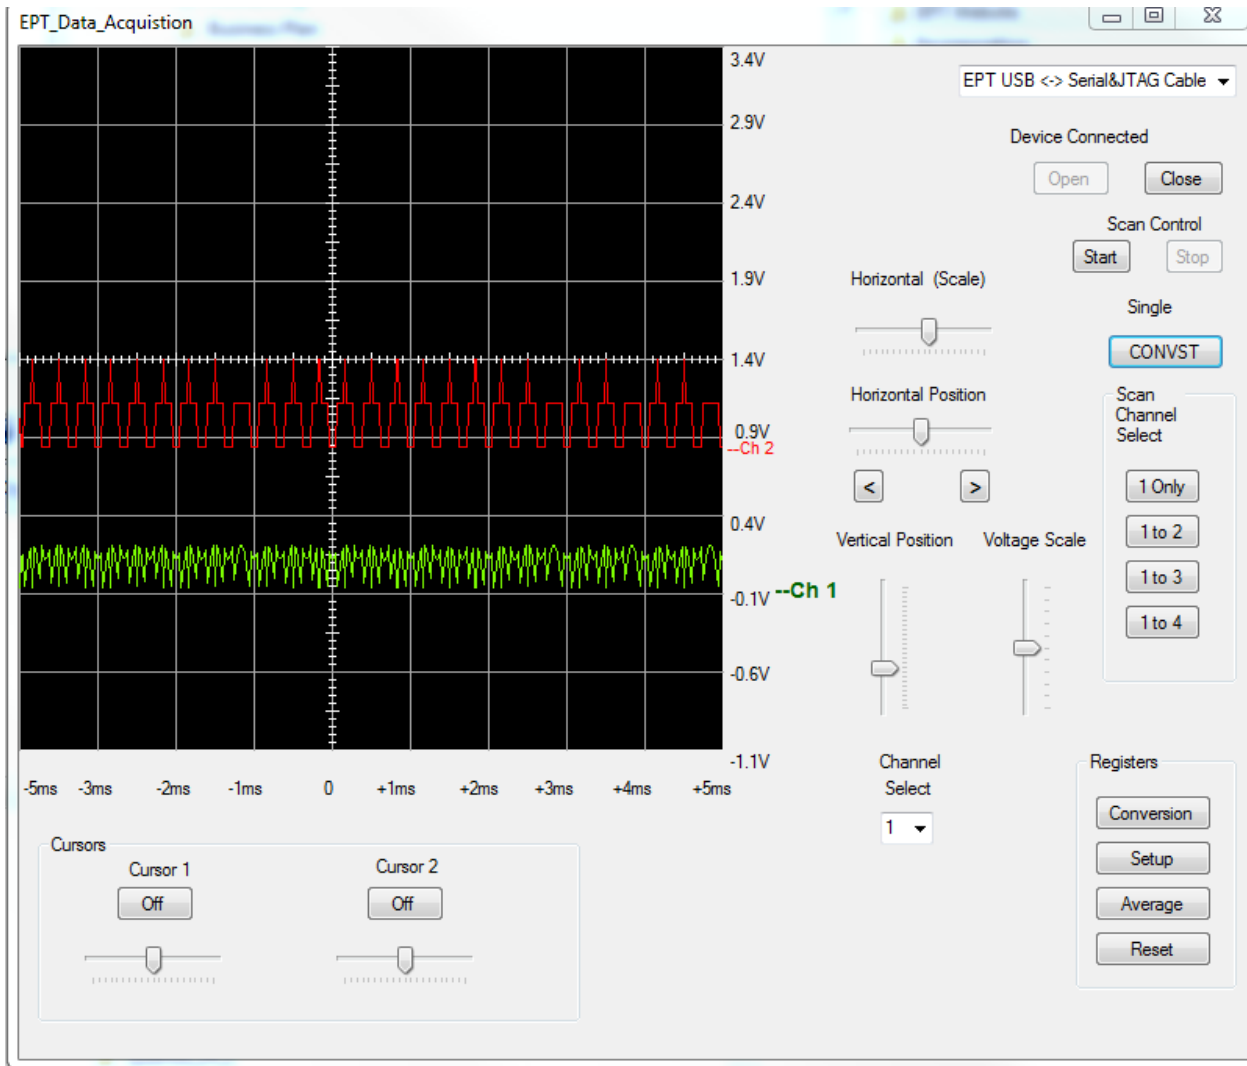 EPT_Data_Acquistion
3.4V
EPT USB <-> Serial&JTAG Cable
2.9V
Device Connected
Open
Close
2.4V
Scan Control
Start
Stop
1.9V
Horizontal (Scale)
Single
CONVST
1.4V
Horizontal Position
Scan
Channel
Select
0.9V
--Ch 2
<
>
1 Only
0.4V
Vertical Position
Voltage Scale
1 to 2
1 to 3
-0.1V
--Ch 1
1 to 4
-0.6V
-1.1V
Channel
Select
1
Registers
-5ms -3ms -2ms -1ms 0 +1ms +2ms +3ms +4ms +5ms
Conversion
Setup
Average
Reset
Cursors
Cursor 1
Off
Cursor 2
Off